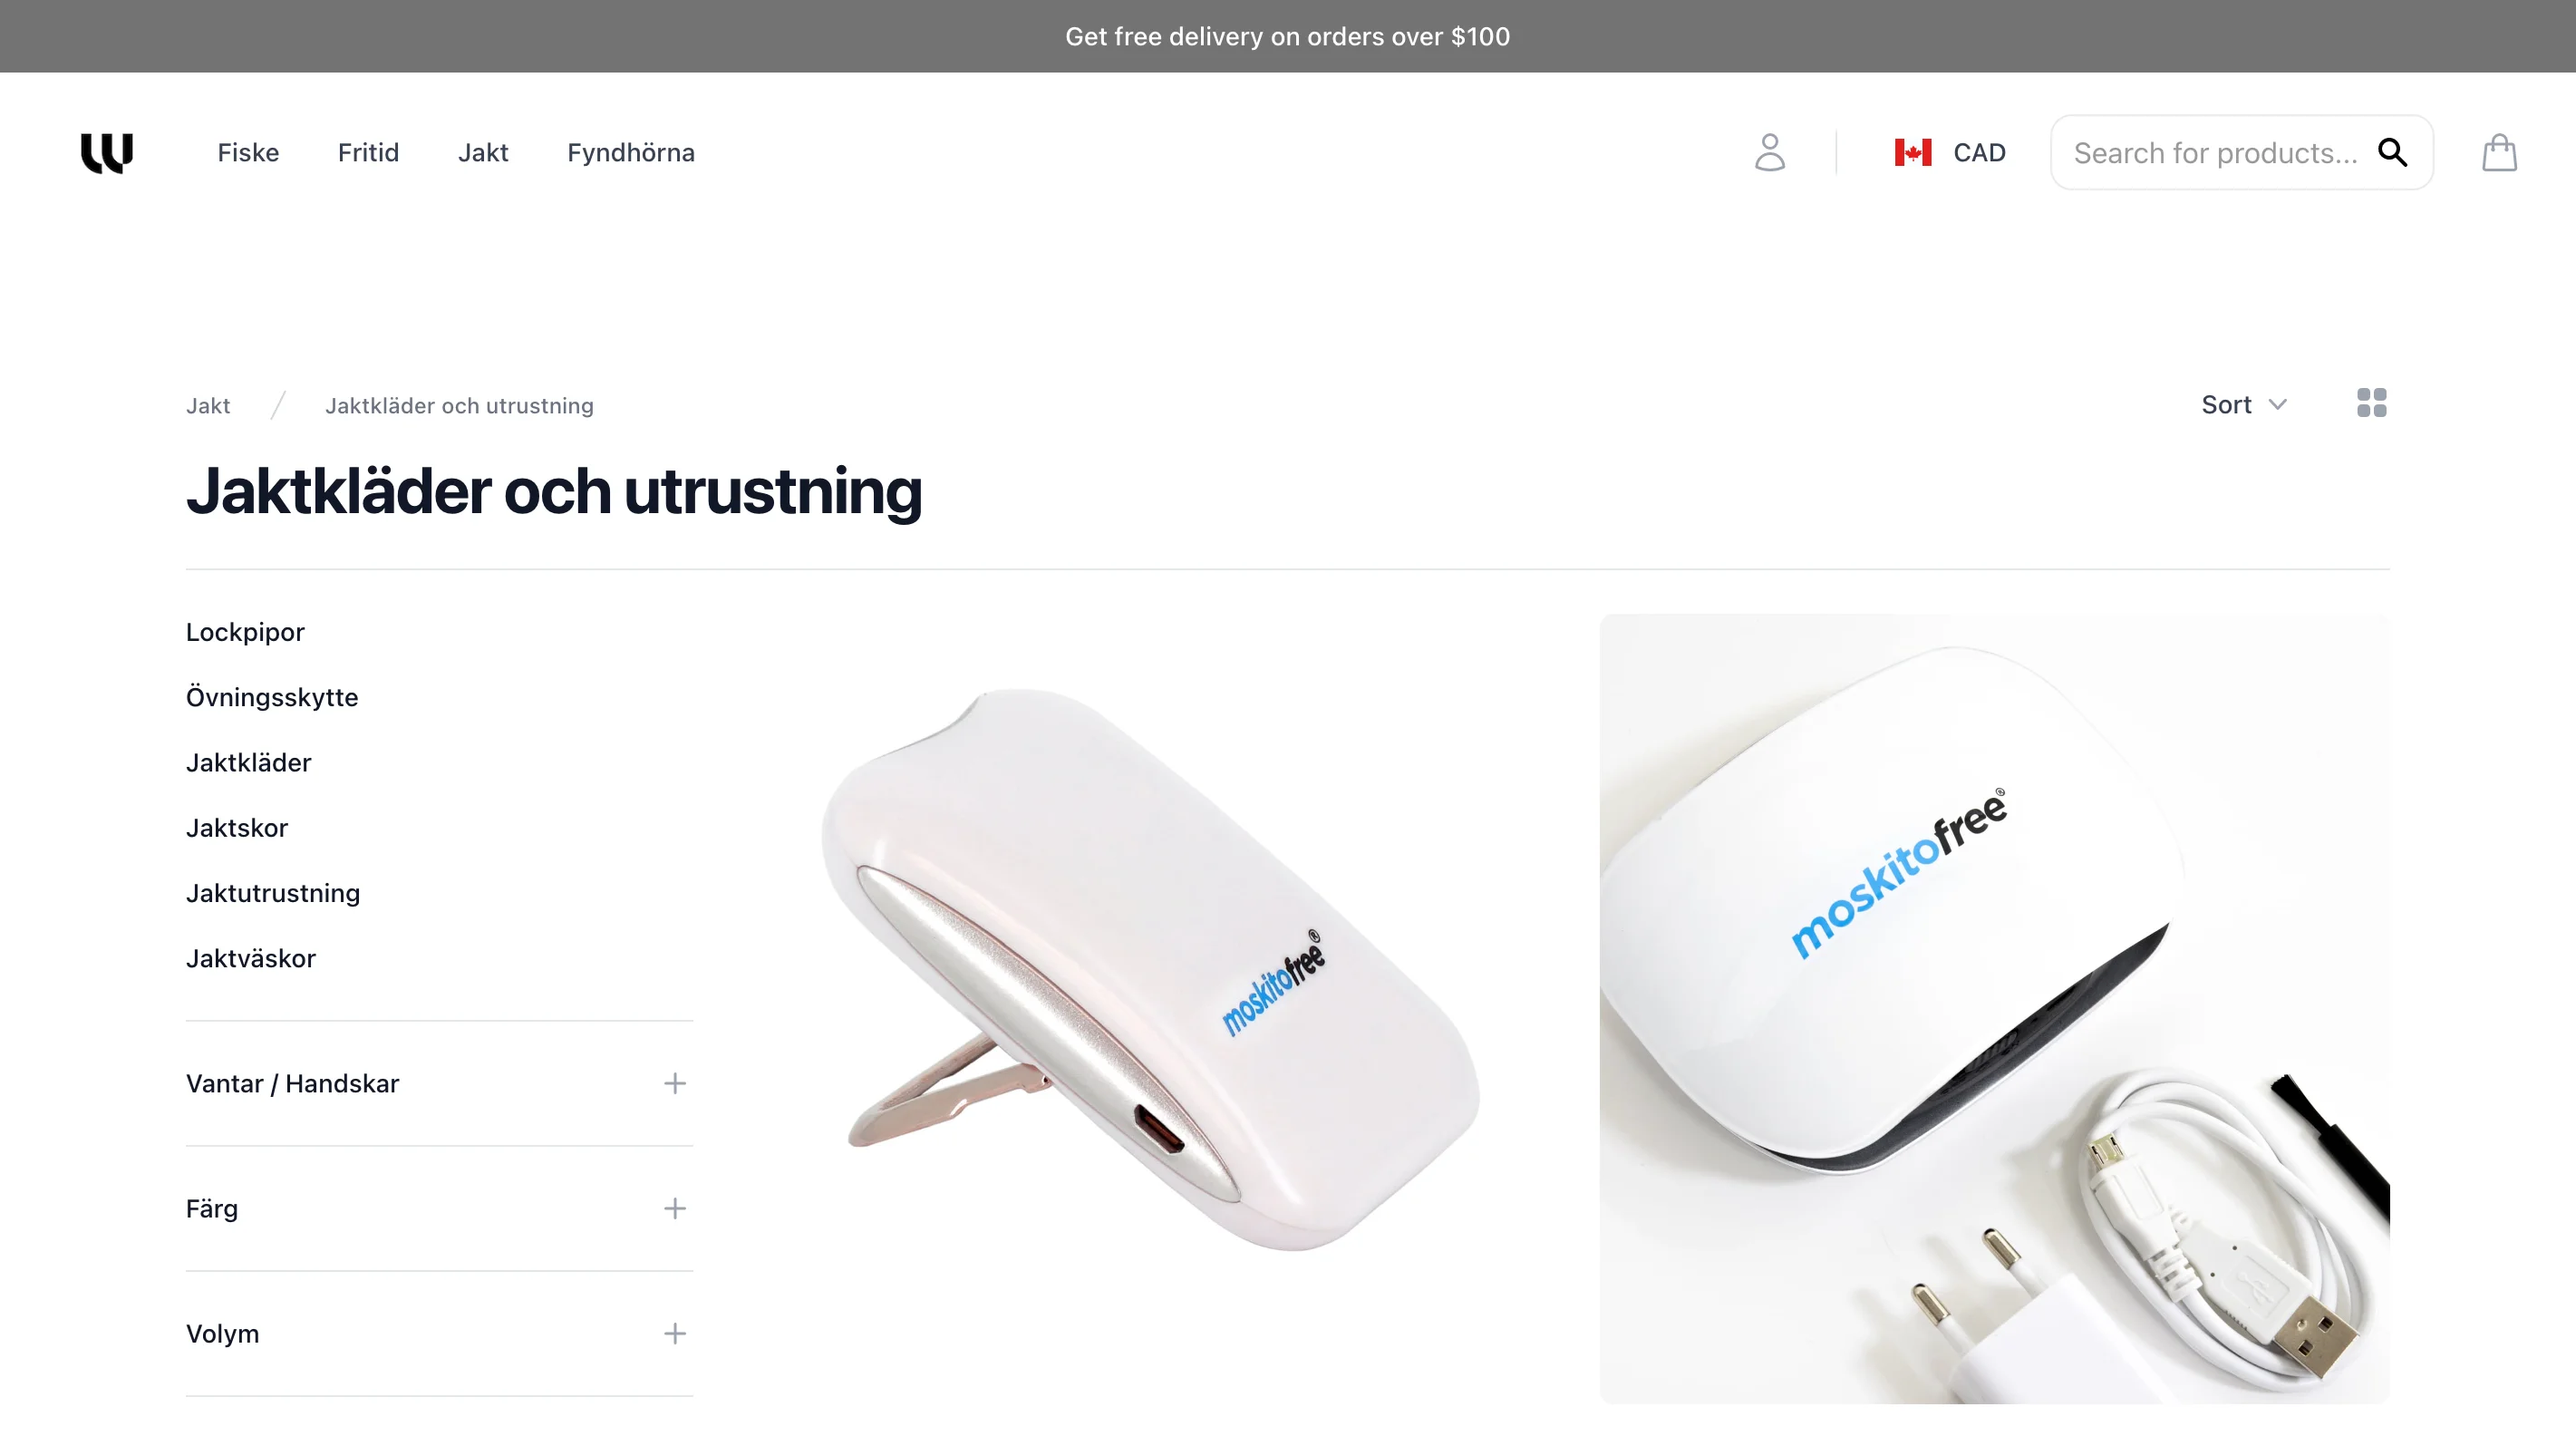 Get free delivery on orders over $100
Fiske Fritid Jakt Fyndhörna CAD Search for products...
Jakt / Jaktkläder och utrustning Sort
Jaktkläder och utrustning
Lockpipor
Övningsskytte
Jaktkläder
Jaktskor
Jaktutrustning
Jaktväskor
Vantar / Handskar
Färg
Volym
moskitofree®
moskitofree®